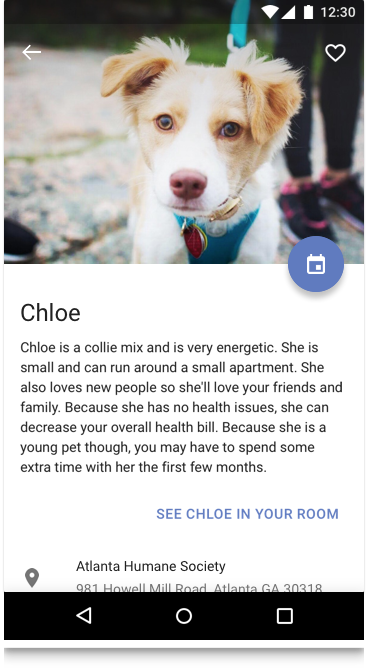 12:30
Chloe
Chloe is a collie mix and is very energetic. She is
small and can run around a small apartment. She
also loves new people so she'll love your friends and
family. Because she has no health issues, she can
decrease your overall health bill. Because she is a
young pet though, you may have to spend some
extra time with her the first few months.
SEE CHLOE IN YOUR ROOM
Atlanta Humane Society
981 Howell Mill Road, Atlanta GA 30318